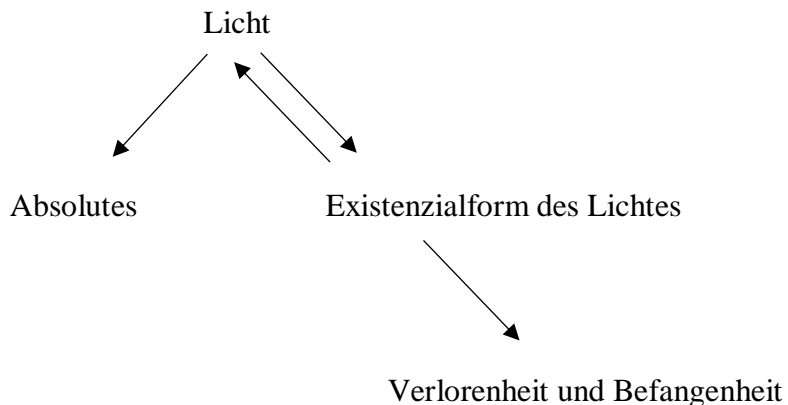 Licht
Absolutes Existenzialform des Lichtes
Verlorenheit und Befangenheit